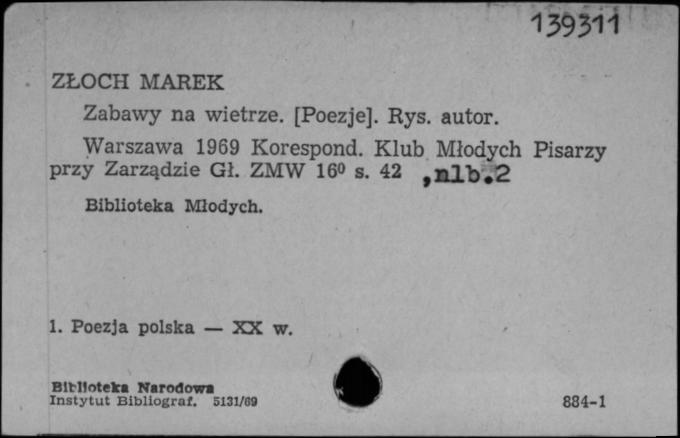 139311
ZŁOCH MAREK
Zabawy na wietrze. [Poezje]. Rys. autor.
Warszawa 1969 Korespond. Klub Młodych Pisarzy
przy Zarządzie Gł. ZMW 16⁰ s. 42 ,nlb.2
Biblioteka Młodych.
1. Poezja polska — XX w.
Biblioteka Narodowa
Instytut Bibliograf. 5131/69
884-1